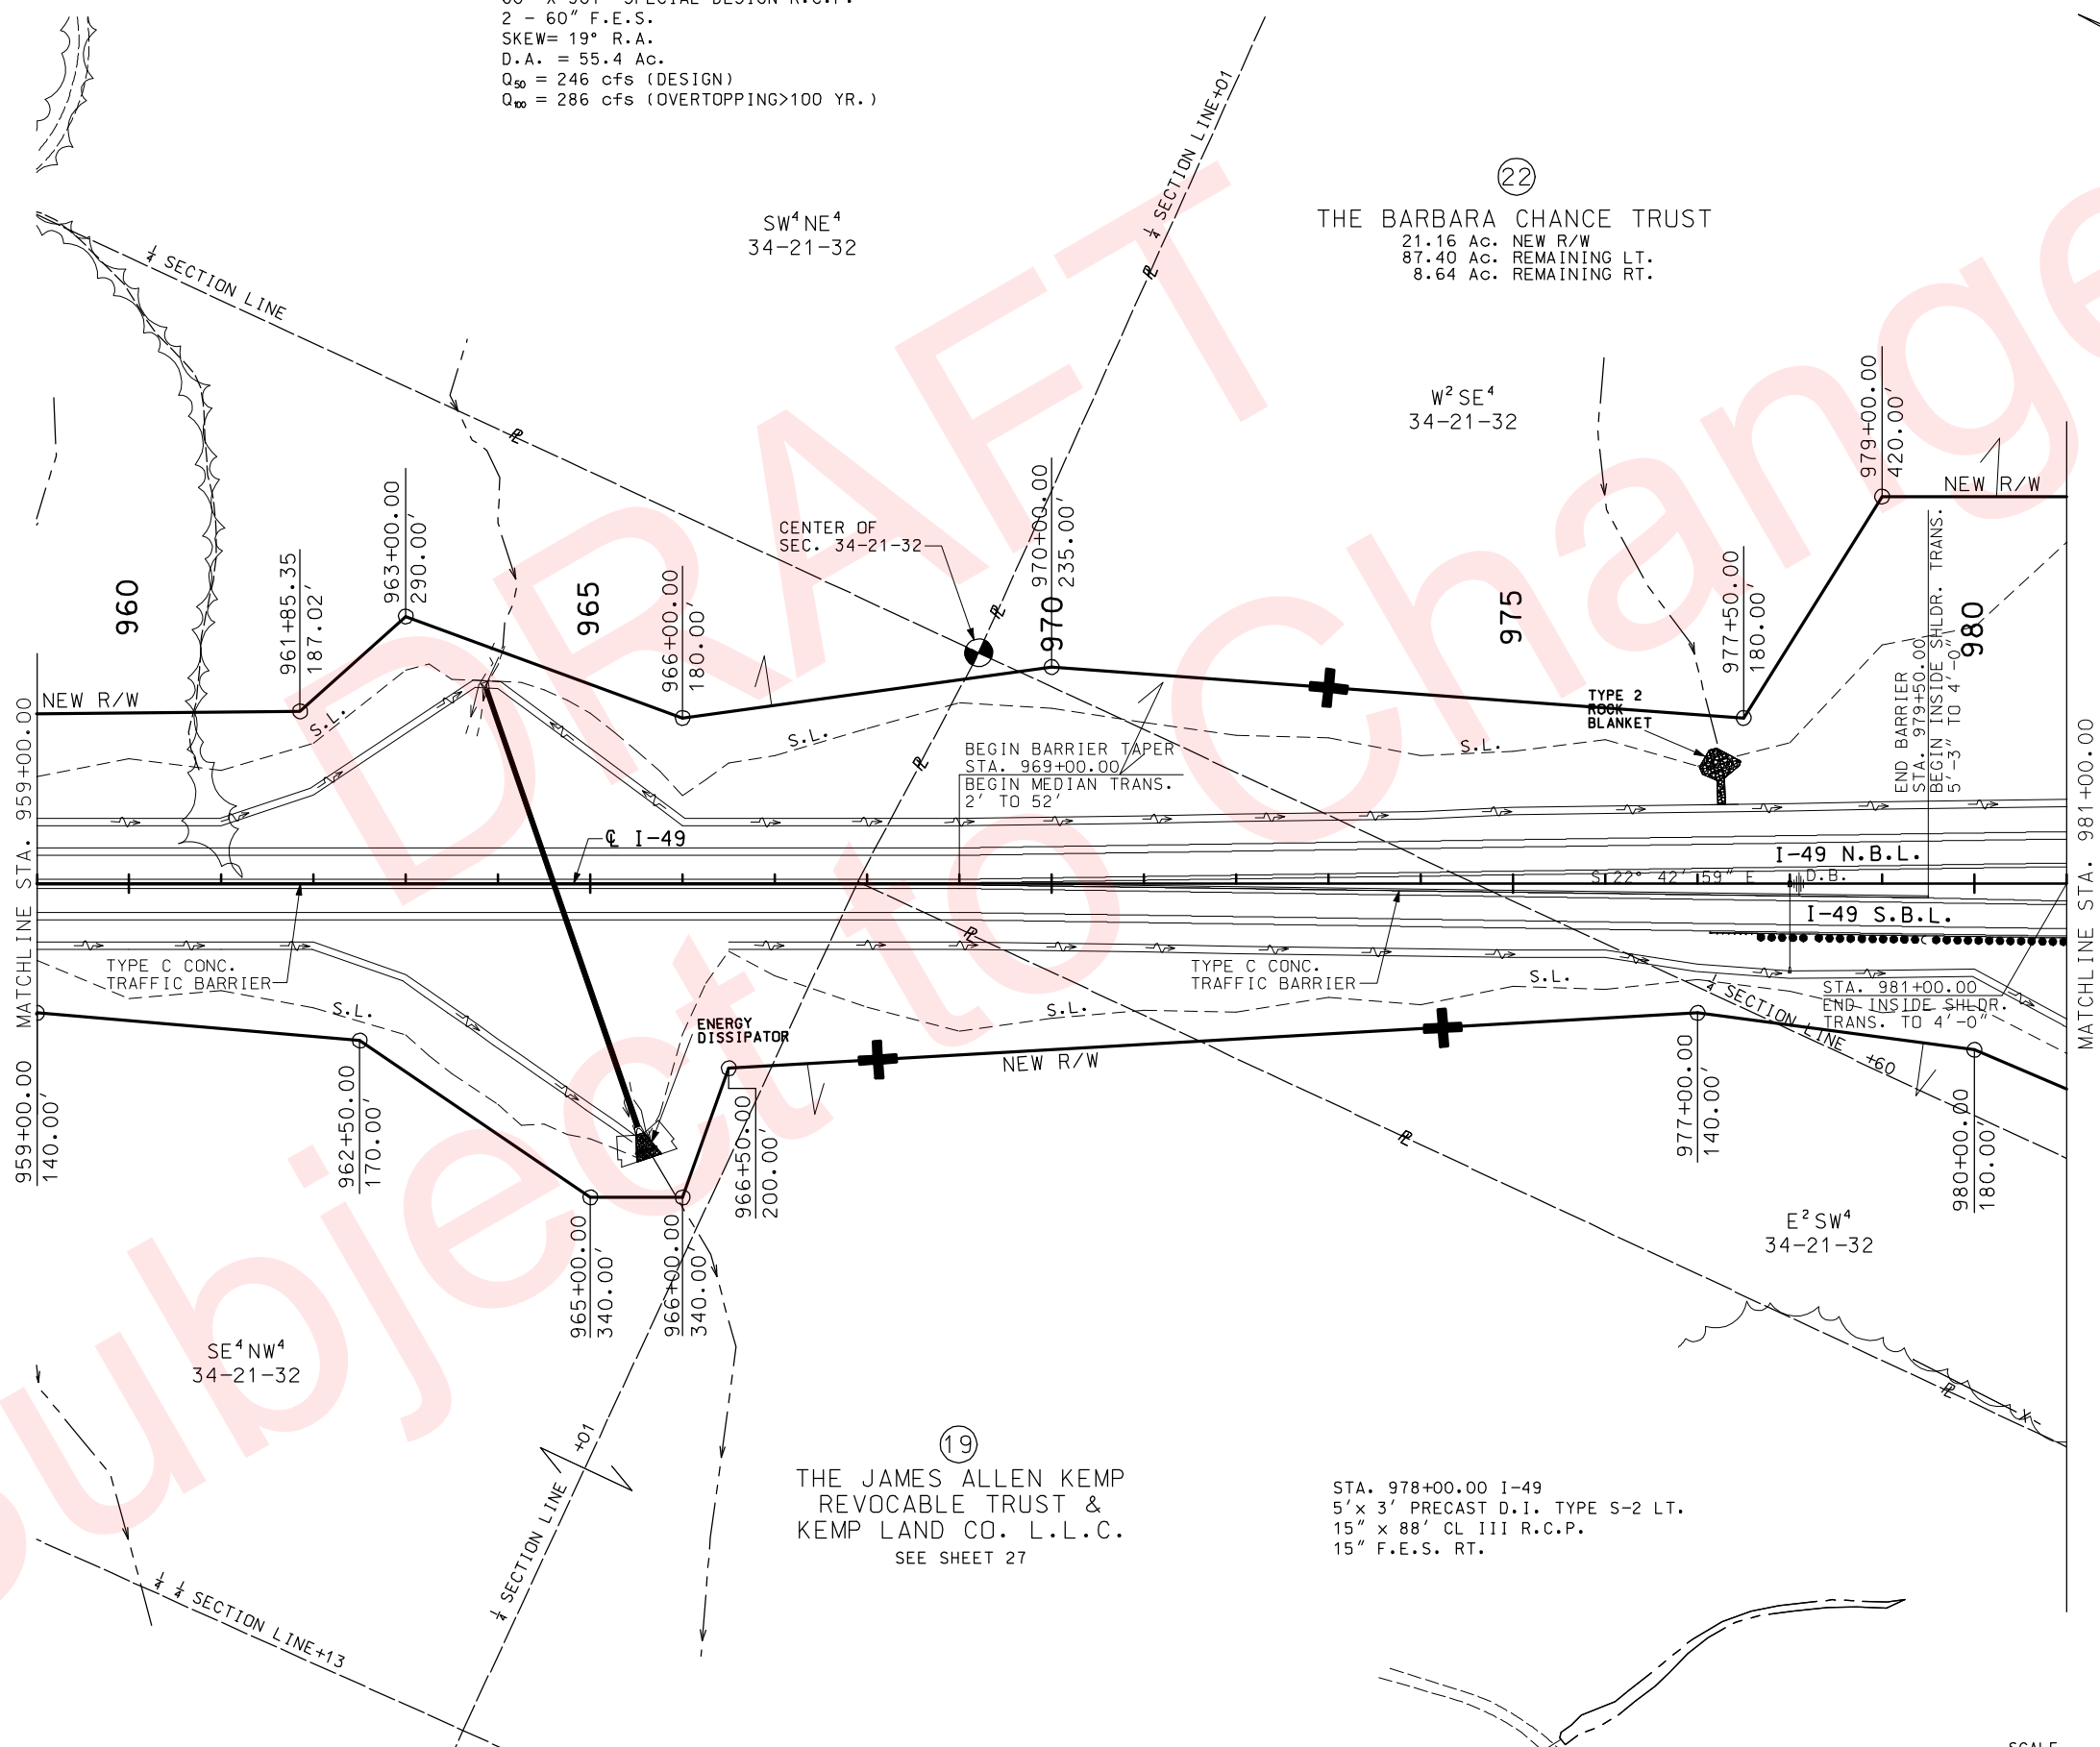 2 - 60" F.E.S.
SKEW= 19° R.A.
D.A. = 55.4 Ac.
Q₅₀ = 246 cfs (DESIGN)
Q₁₀₀ = 286 cfs (OVERTOPPING>100 YR.)
¼ SECTION LINE+01
22
THE BARBARA CHANCE TRUST
21.16 Ac. NEW R/W
87.40 Ac. REMAINING LT.
8.64 Ac. REMAINING RT.
SW⁴NE⁴
34-21-32
¼ SECTION LINE
W²SE⁴
34-21-32
DRAFT
Subject to Change
960
965
970
975
980
961+85.35
187.02'
963+00.00
290.00'
966+00.00
180.00'
CENTER OF
SEC. 34-21-32
970+00.00
235.00'
977+50.00
180.00'
979+00.00
420.00'
NEW R/W
NEW R/W
S.L.
S.L.
S.L.
TYPE 2
ROCK
BLANKET
BEGIN BARRIER TAPER
STA. 969+00.00
BEGIN MEDIAN TRANS.
2' TO 52'
END BARRIER
STA. 979+50.00
BEGIN INSIDE SHLDR. TRANS.
5'-3" TO 4'-0"
MATCHLINE STA. 959+00.00
MATCHLINE STA. 981+00.00
℄ I-49
I-49 N.B.L.
S 22° 42' 59" E
D.B.
I-49 S.B.L.
TYPE C CONC.
TRAFFIC BARRIER
TYPE C CONC.
TRAFFIC BARRIER
S.L.
S.L.
S.L.
STA. 981+00.00
END INSIDE SHLDR.
TRANS. TO 4'-0"
¼ SECTION LINE +60
ENERGY
DISSIPATOR
NEW R/W
959+00.00
140.00'
962+50.00
170.00'
965+00.00
340.00'
966+00.00
340.00'
966+50.00
200.00'
977+00.00
140.00'
980+00.00
180.00'
E²SW⁴
34-21-32
SE⁴NW⁴
34-21-32
¼ SECTION LINE +01
19
THE JAMES ALLEN KEMP
REVOCABLE TRUST &
KEMP LAND CO. L.L.C.
SEE SHEET 27
STA. 978+00.00 I-49
5'x 3' PRECAST D.I. TYPE S-2 LT.
15" x 88' CL III R.C.P.
15" F.E.S. RT.
¼ ¼ SECTION LINE+13